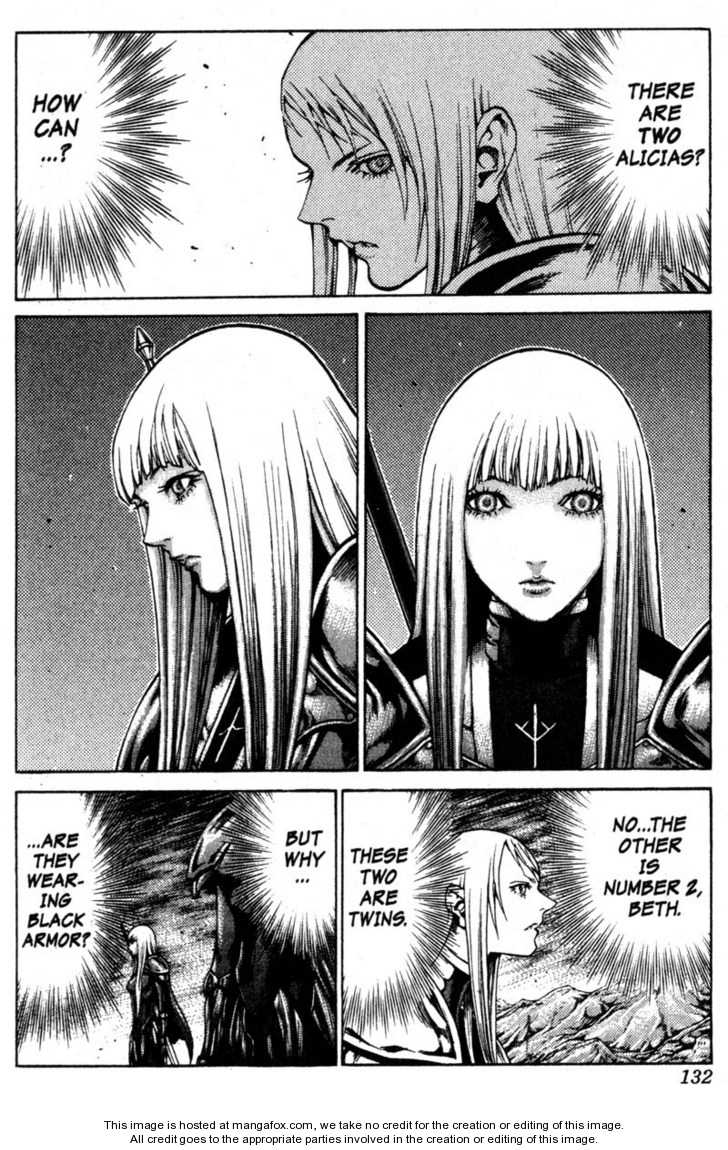 THERE
ARE
TWO
ALICIAS?
HOW
CAN
...?
NO...THE
OTHER
IS
NUMBER 2,
BETH.
THESE
TWO
ARE
TWINS.
BUT
WHY
...
...ARE
THEY
WEAR-
ING
BLACK
ARMOR?
132
This image is hosted at mangafox.com, we take no credit for the creation or editing of this image.
All credit goes to the appropriate parties involved in the creation or editing of this image.